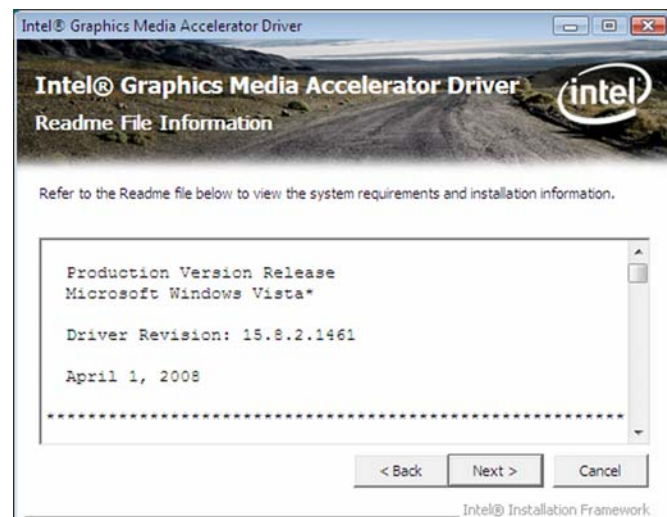 Intel® Graphics Media Accelerator Driver
Intel® Graphics Media Accelerator Driver
intel
Readme File Information
Refer to the Readme file below to view the system requirements and installation information.
Production Version Release
Microsoft Windows Vista*
Driver Revision: 15.8.2.1461
April 1, 2008
********************************************************
< Back
Next >
Cancel
Intel® Installation Framework